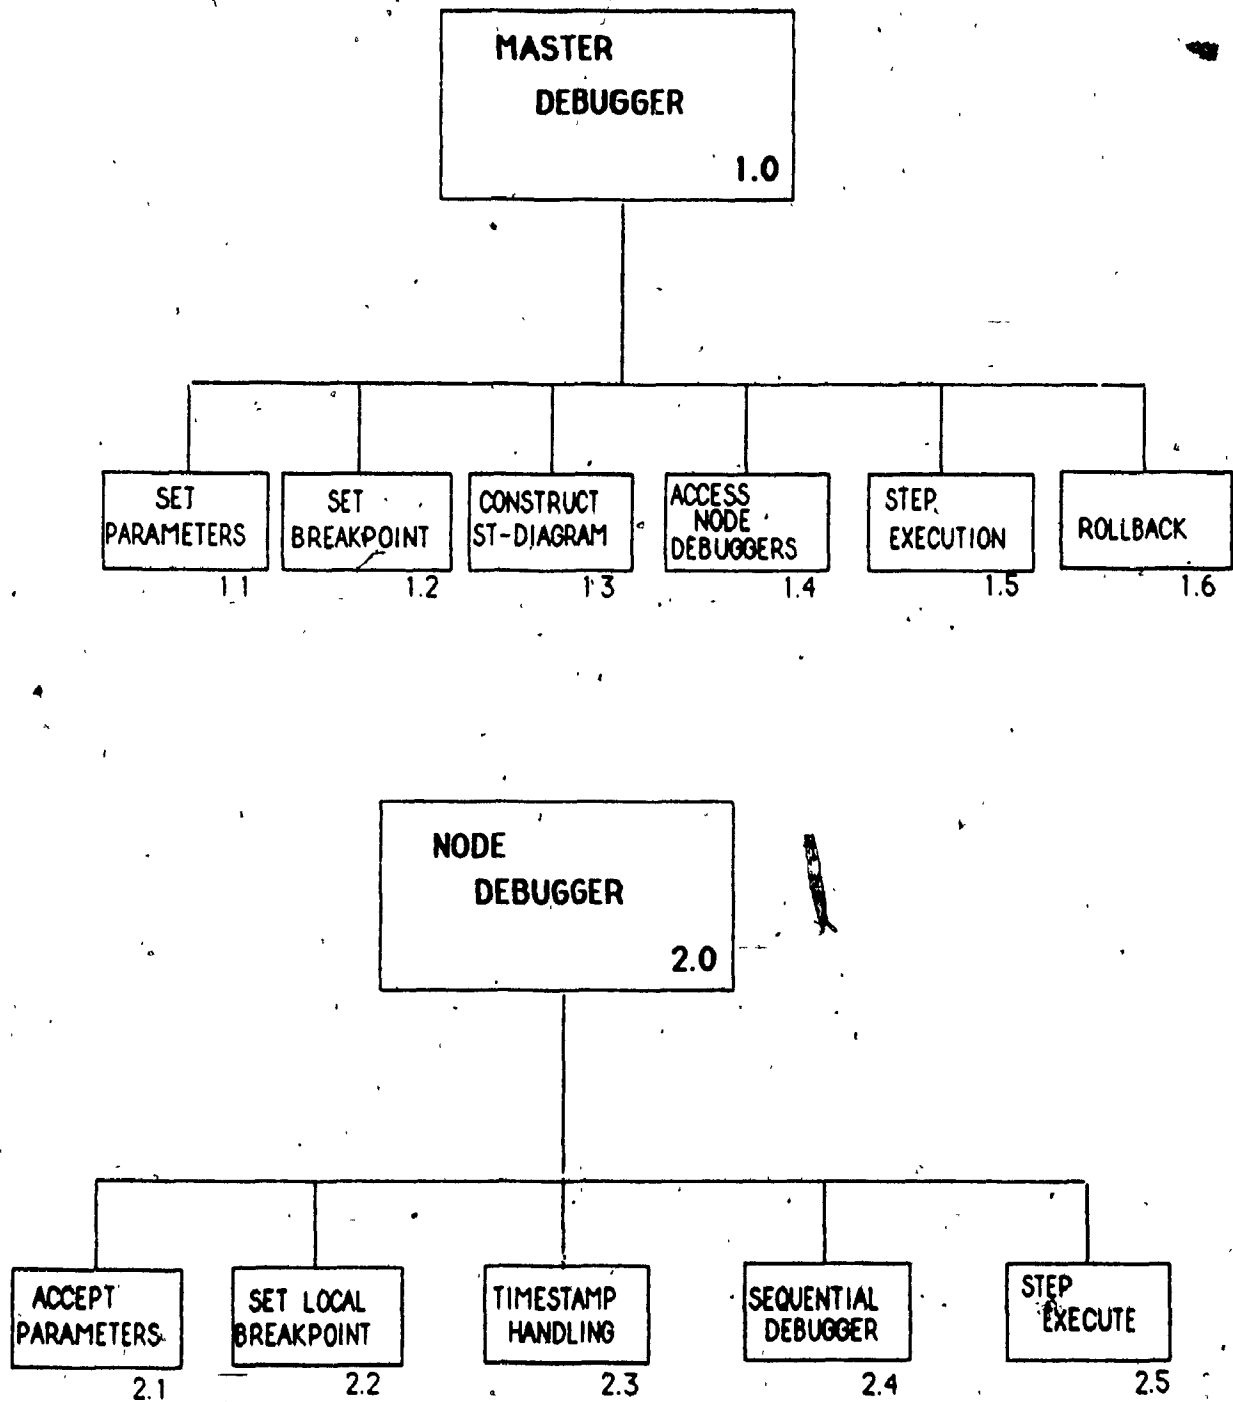 MASTER
DEBUGGER
1.0
SET
PARAMETERS
1.1
SET
BREAKPOINT
1.2
CONSTRUCT
ST-DIAGRAM
1.3
ACCESS
NODE
DEBUGGERS
1.4
STEP
EXECUTION
1.5
ROLLBACK
1.6
NODE
DEBUGGER
2.0
ACCEPT
PARAMETERS
2.1
SET LOCAL
BREAKPOINT
2.2
TIMESTAMP
HANDLING
2.3
SEQUENTIAL
DEBUGGER
2.4
STEP
EXECUTE
2.5